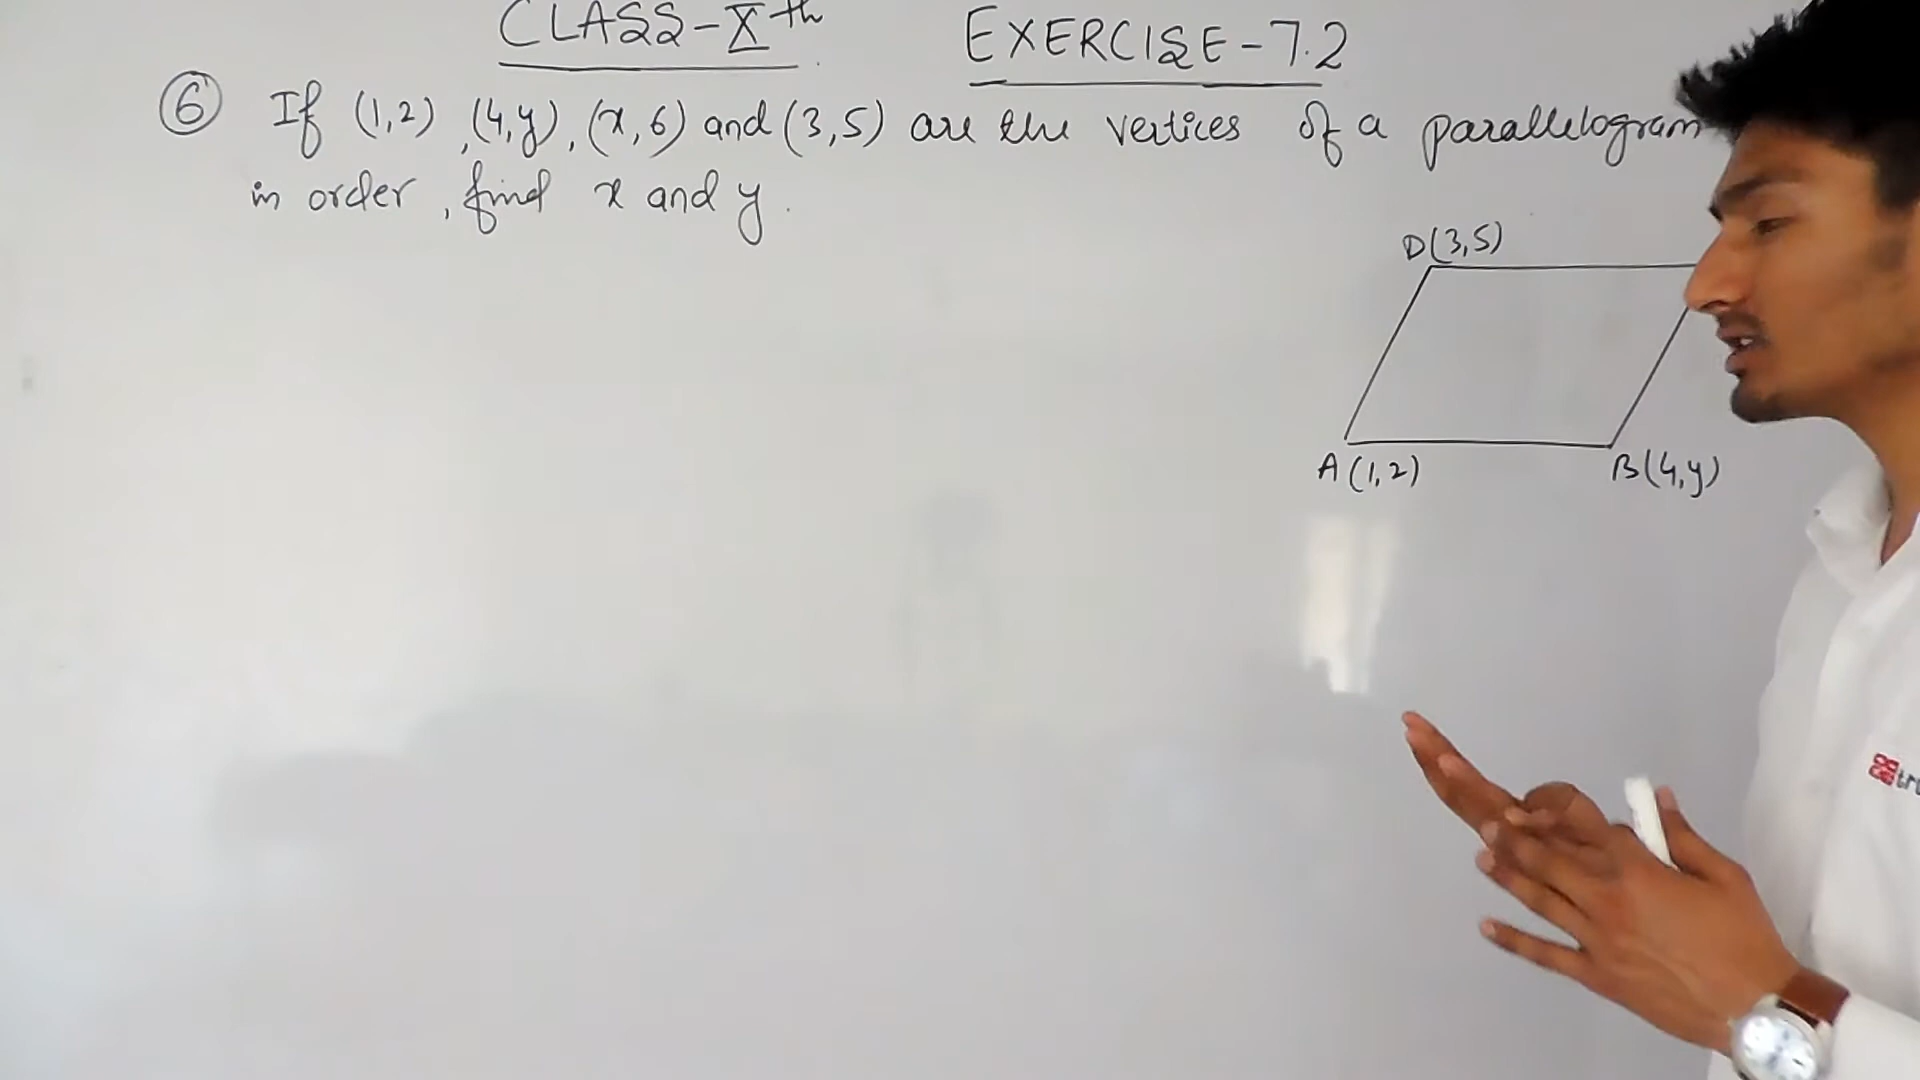 CLASS-Xth
EXERCISE-7.2
6 If (1,2), (4,y), (x,6) and (3,5) are the vertices of a parallelogram
in order, find x and y.
D(3,5)
A(1,2)
B(4,y)